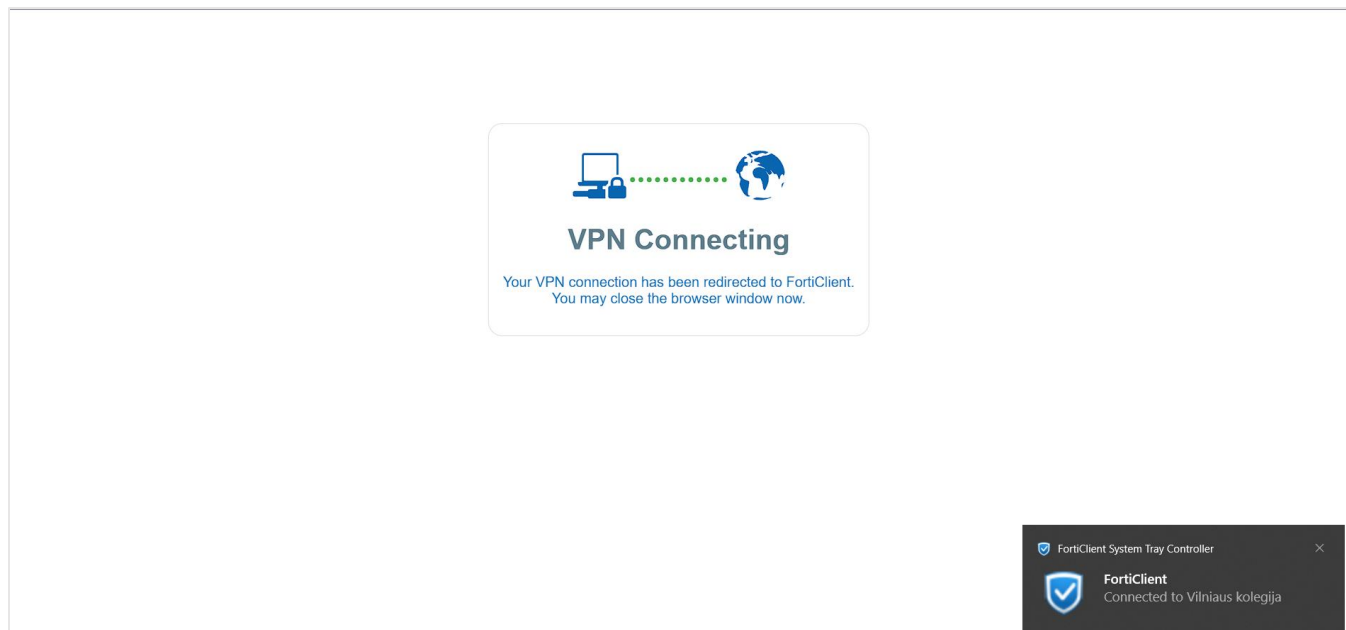 VPN Connecting
Your VPN connection has been redirected to FortiClient.
You may close the browser window now.
FortiClient System Tray Controller
FortiClient
Connected to Vilniaus kolegija